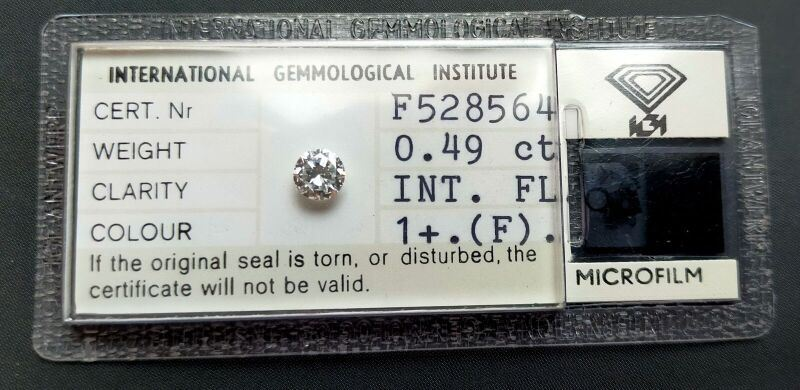 INTERNATIONAL GEMMOLOGICAL INSTITUTE
INTERNATIONAL GEMMOLOGICAL INSTITUTE
CERT. Nr F528564
WEIGHT 0.49 ct
CLARITY INT. FL
COLOUR 1+.(F).
If the original seal is torn, or disturbed, the
certificate will not be valid.
IGI
MICROFILM